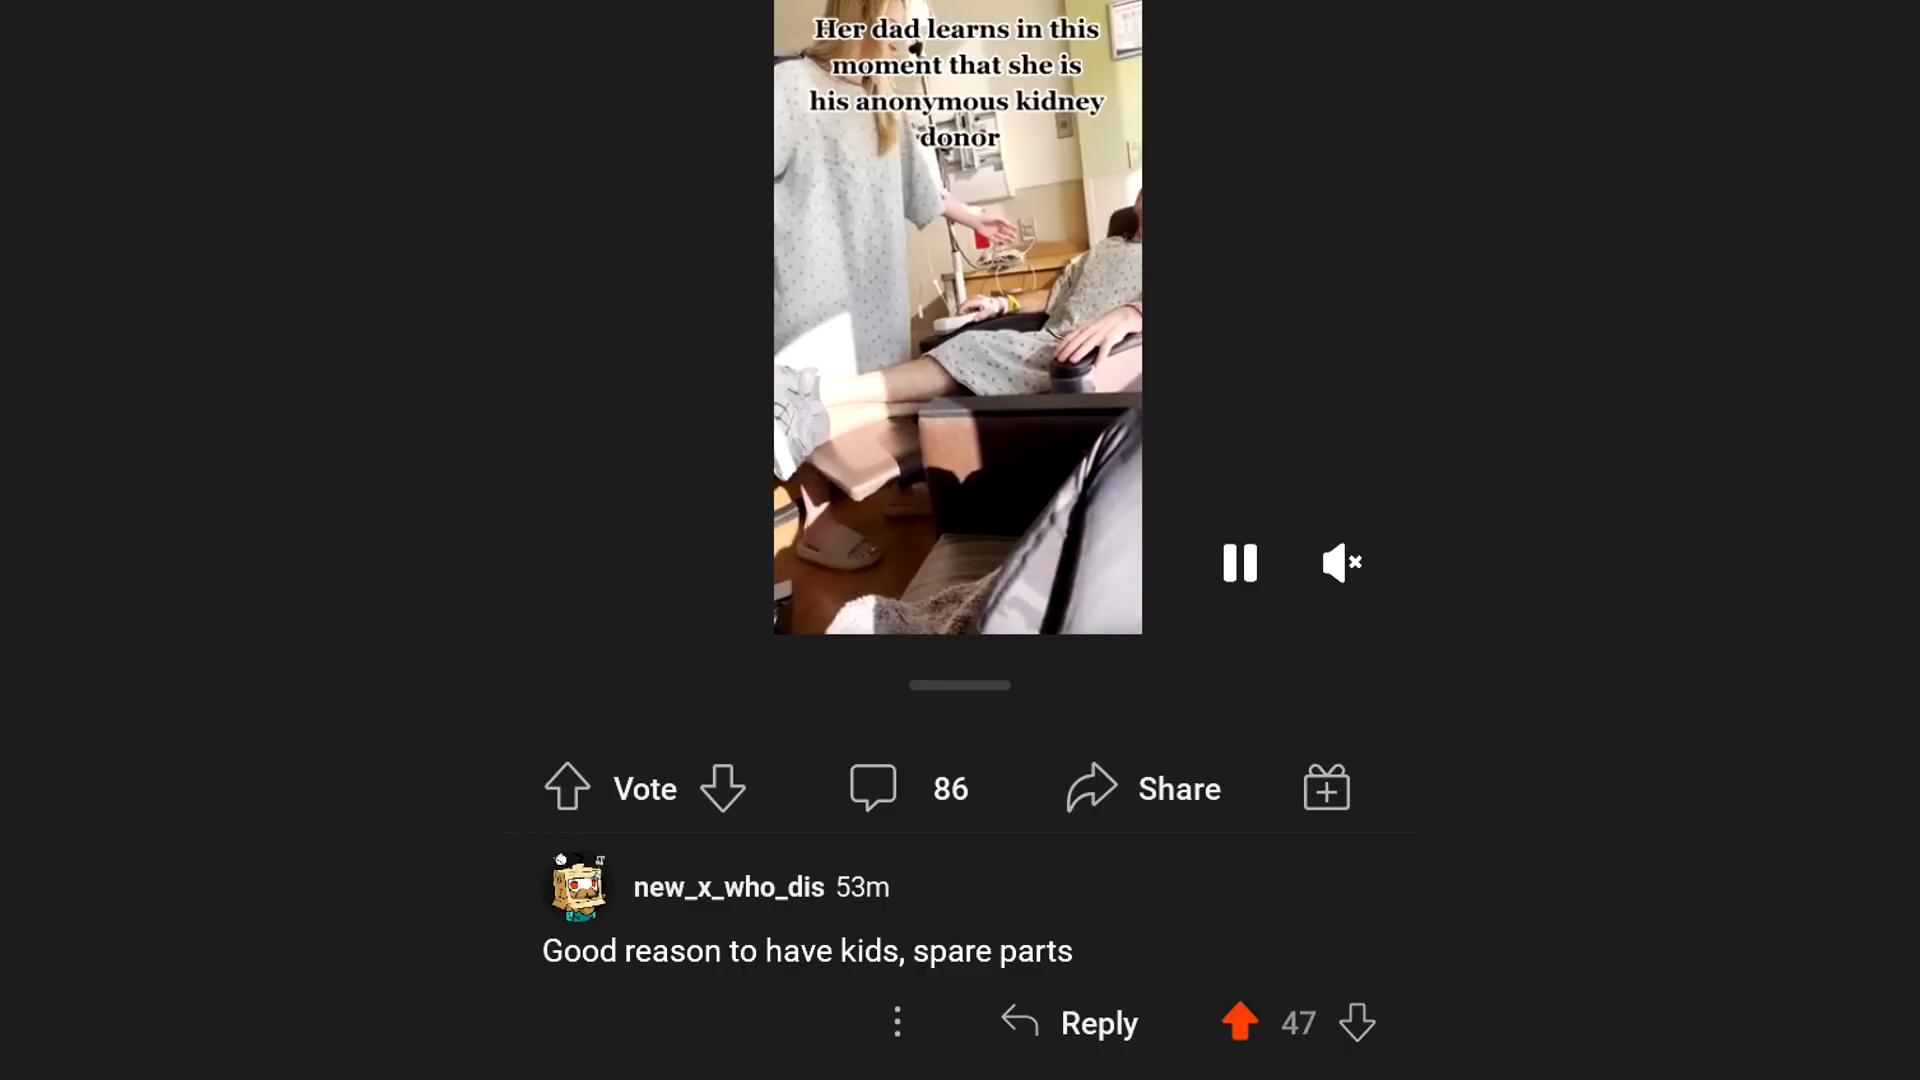 Her dad learns in this
moment that she is
his anonymous kidney
donor
Vote
86
Share
new_x_who_dis 53m
Good reason to have kids, spare parts
Reply
47